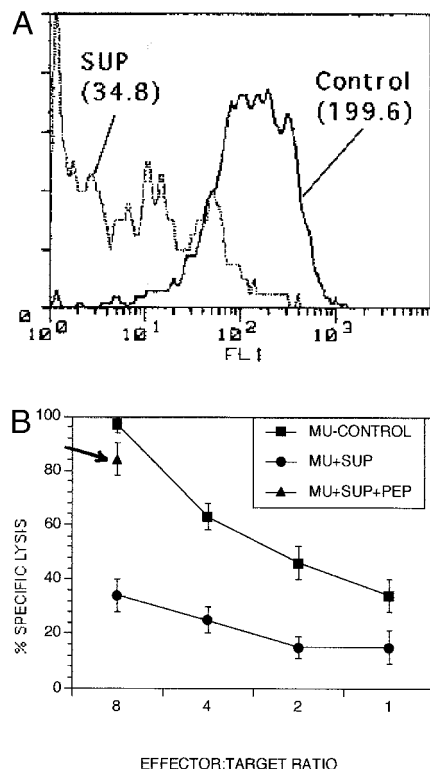 A
SUP
(34.8)
Control
(199.6)
0
10⁰ 10¹ 10² 10³
B
100
80
60
40
20
0
% SPECIFIC LYSIS
MU-CONTROL
MU+SUP
MU+SUP+PEP
8 4 2 1
EFFECTOR:TARGET RATIO